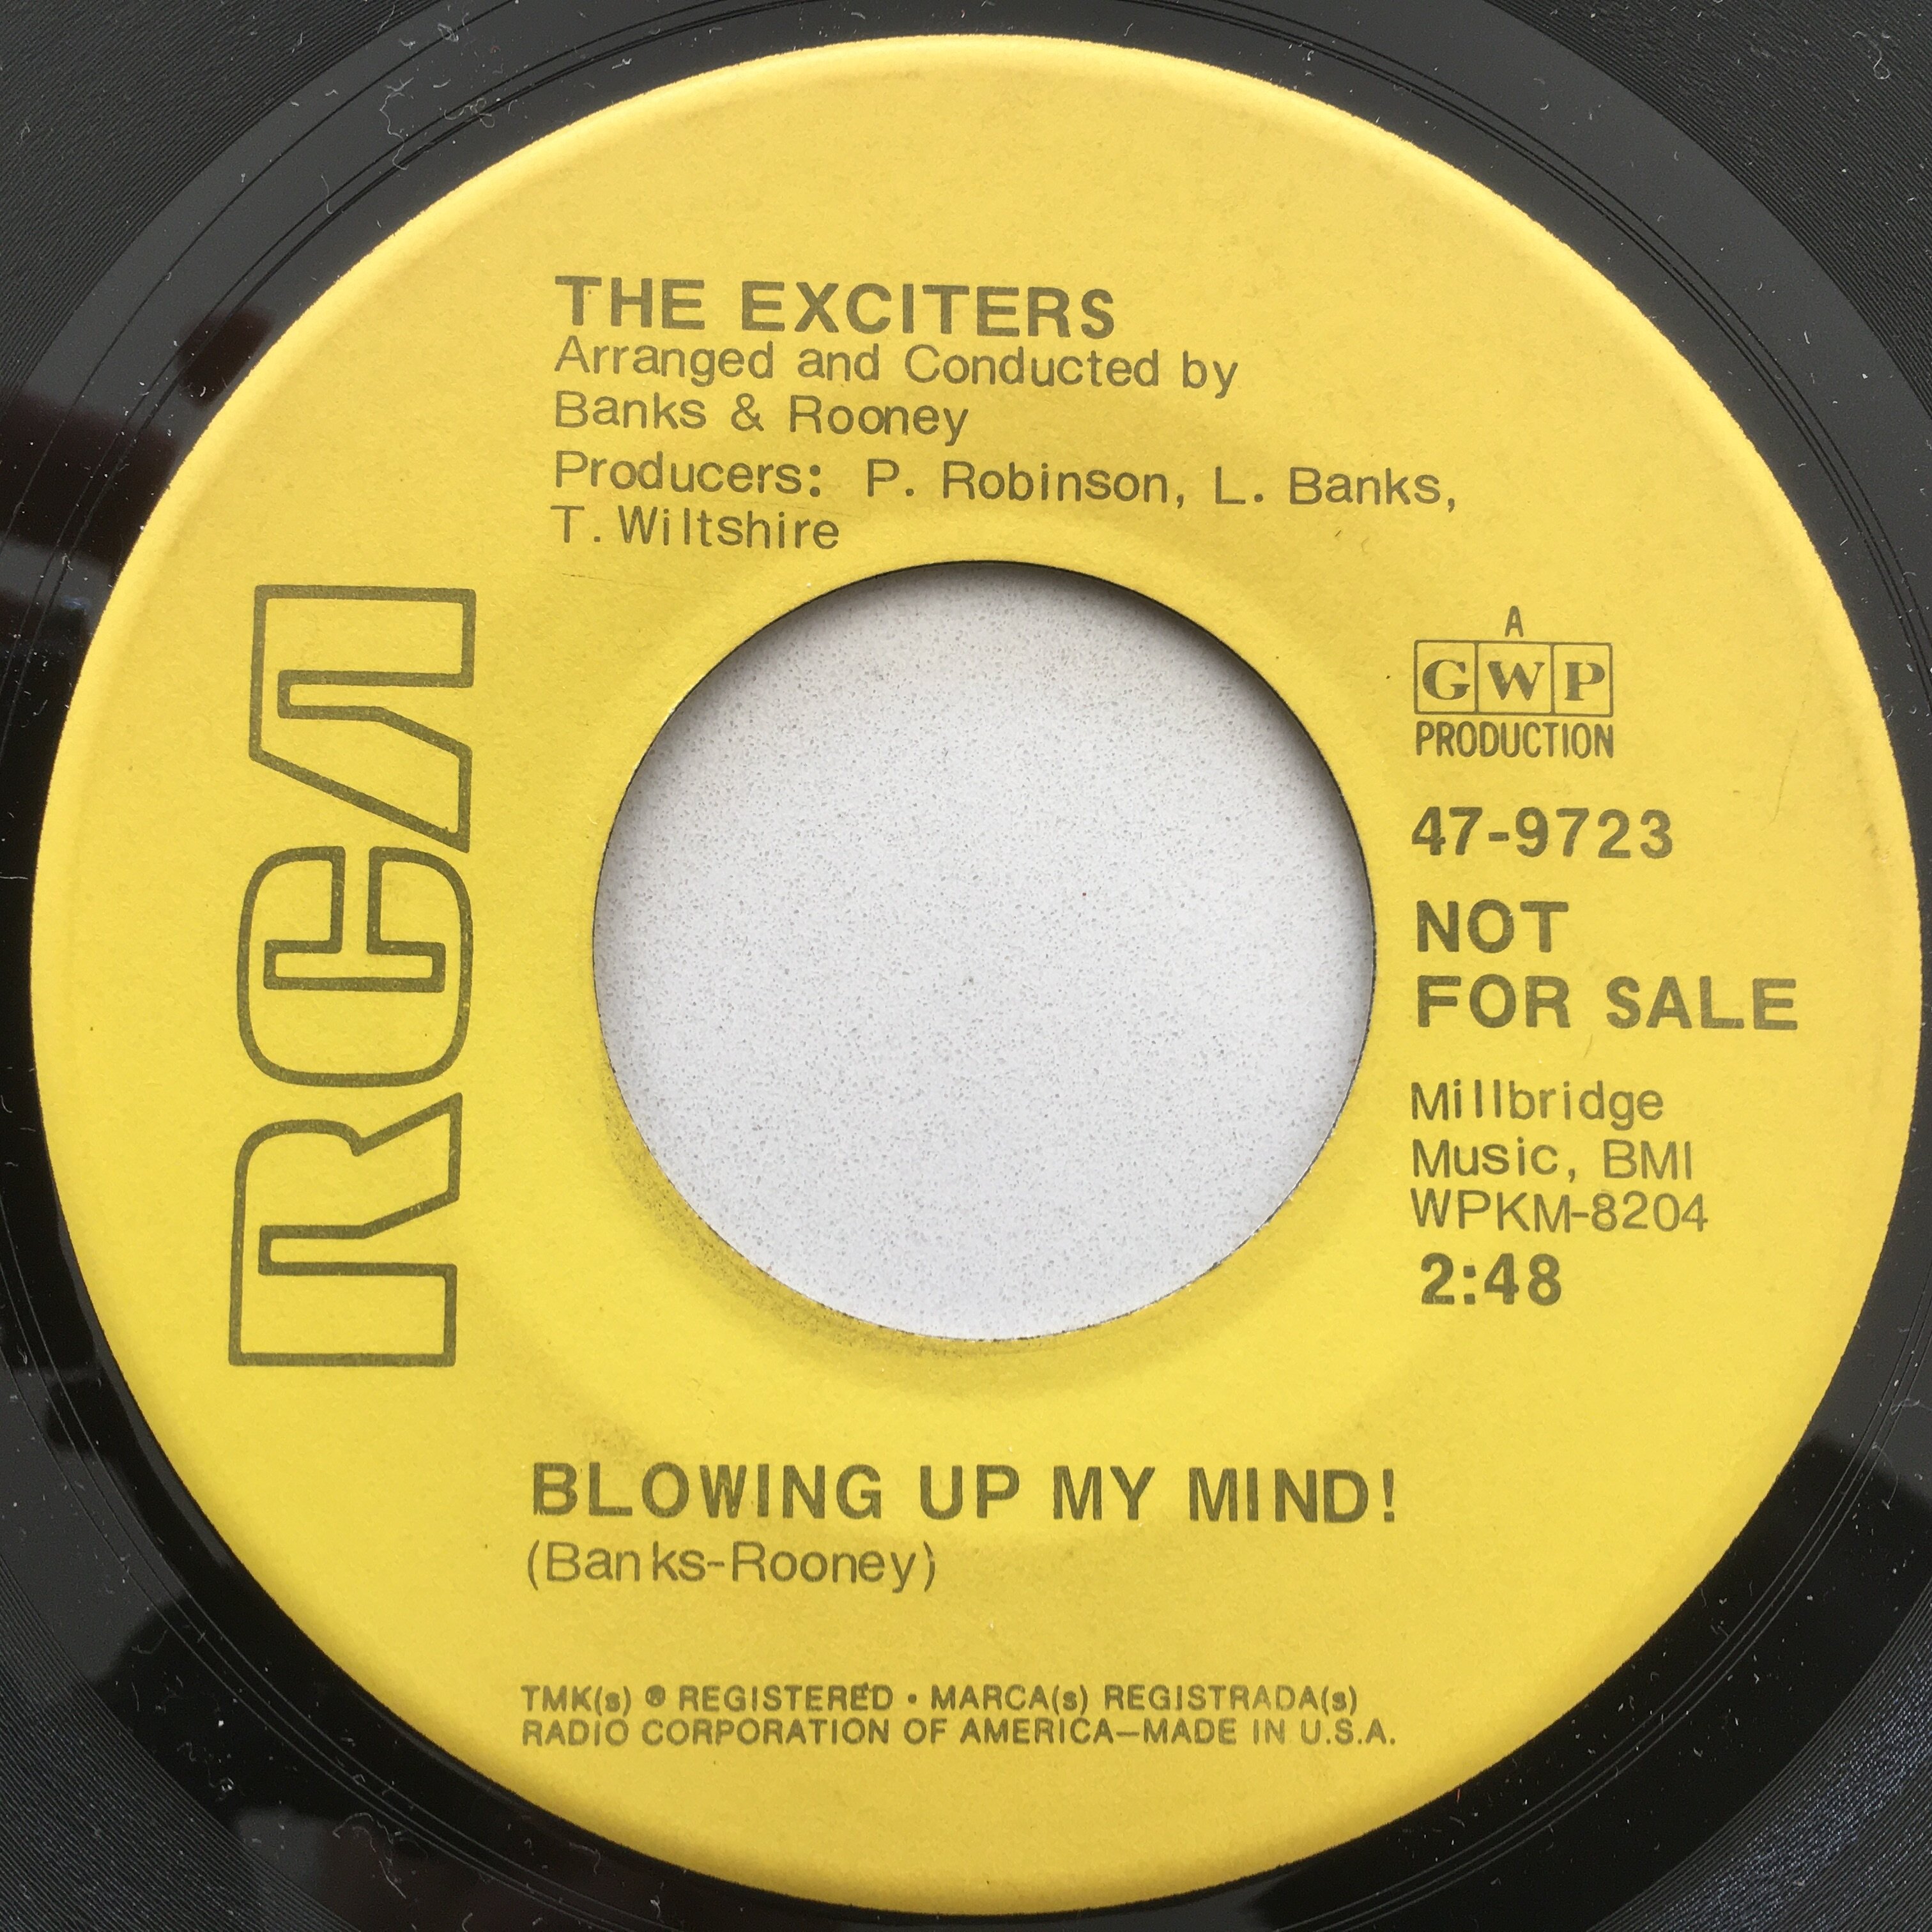 THE EXCITERS
Arranged and Conducted by
Banks & Rooney
Producers: P. Robinson, L. Banks,
T. Wiltshire
RCA
A
GWP
PRODUCTION
47-9723
NOT
FOR SALE
Millbridge
Music, BMI
WPKM-8204
2:48
BLOWING UP MY MIND!
(Banks-Rooney)
TMK(s) ® REGISTERED • MARCA(s) REGISTRADA(s)
RADIO CORPORATION OF AMERICA—MADE IN U.S.A.